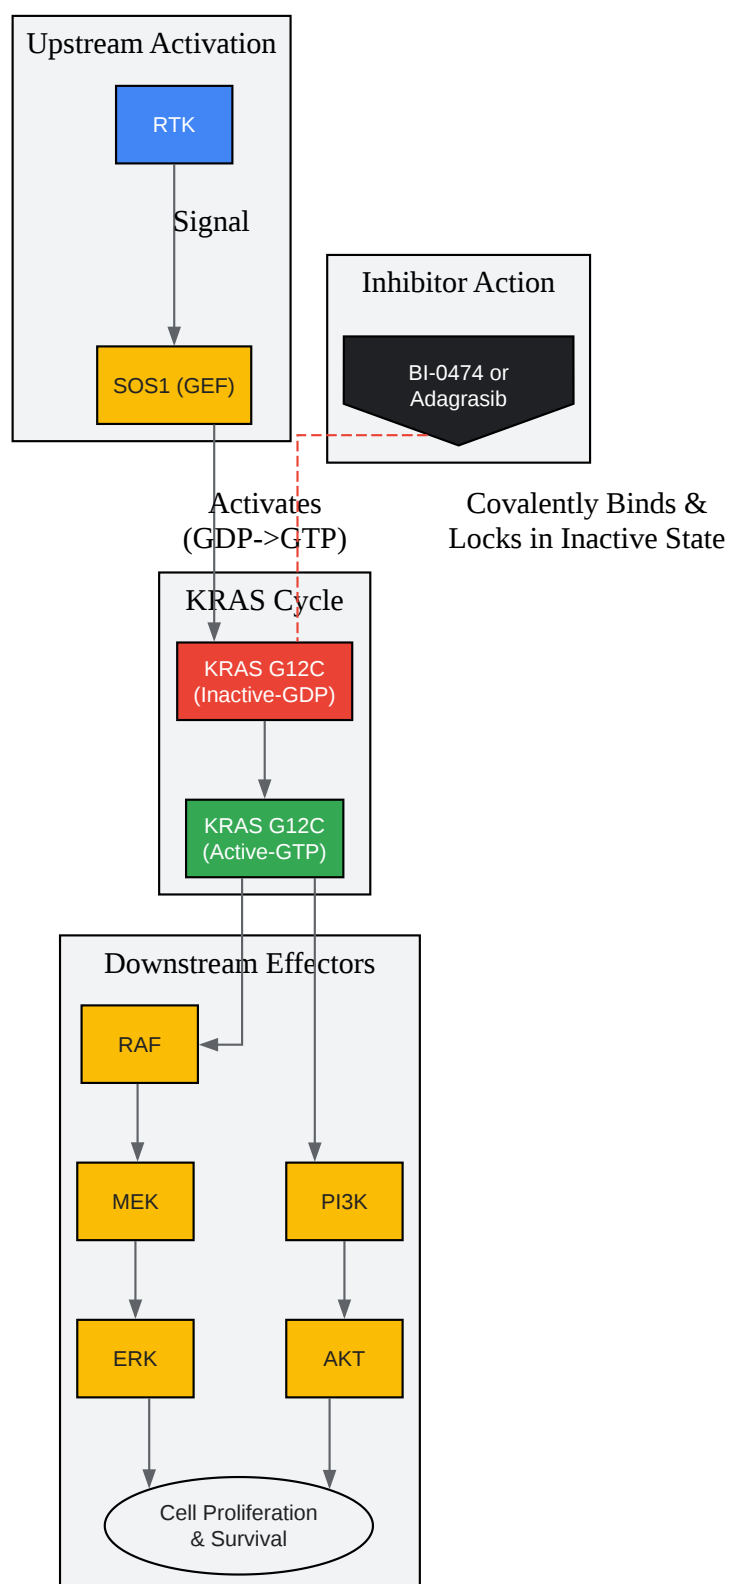 Upstream Activation
RTK
Signal
Inhibitor Action
SOS1 (GEF)
BI-0474 or
Adagrasib
Activates
(GDP->GTP)
Covalently Binds &
Locks in Inactive State
KRAS Cycle
KRAS G12C
(Inactive-GDP)
KRAS G12C
(Active-GTP)
Downstream Effectors
RAF
MEK
PI3K
ERK
AKT
Cell Proliferation
& Survival